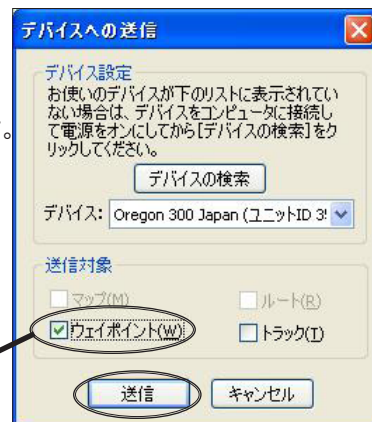 デバイスへの送信
デバイス設定
お使いのデバイスが下のリストに表示されてい
ない場合は、デバイスをコンピュータに接続し
て電源をオンにしてから[デバイスの検索]をク
リックしてください。
。
デバイスの検索
デバイス: Oregon 300 Japan (ユニットID 3
送信対象
マップ(M)
ルート(R)
ウェイポイント(W)
トラック(T)
送信
キャンセル